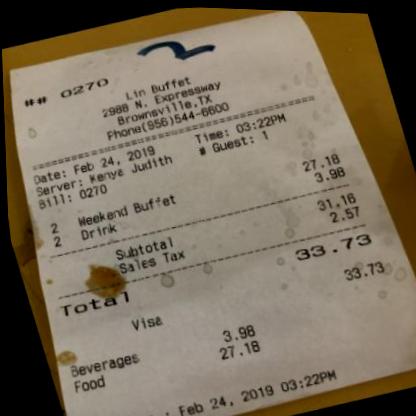 ## 0270
Lin Buffet
2988 N. Expressway
Brownsville,TX
Phone(956)544-6600
Date: Feb 24, 2019 Time: 03:22PM
Server: Kenya Judith # Guest: 1
Bill: 0270
2 Weekend Buffet 27.18
2 Drink 3.98
Subtotal 31.16
Sales Tax 2.57
Total 33.73
Visa 33.73
Beverages 3.98
Food 27.18
Feb 24, 2019 03:22PM